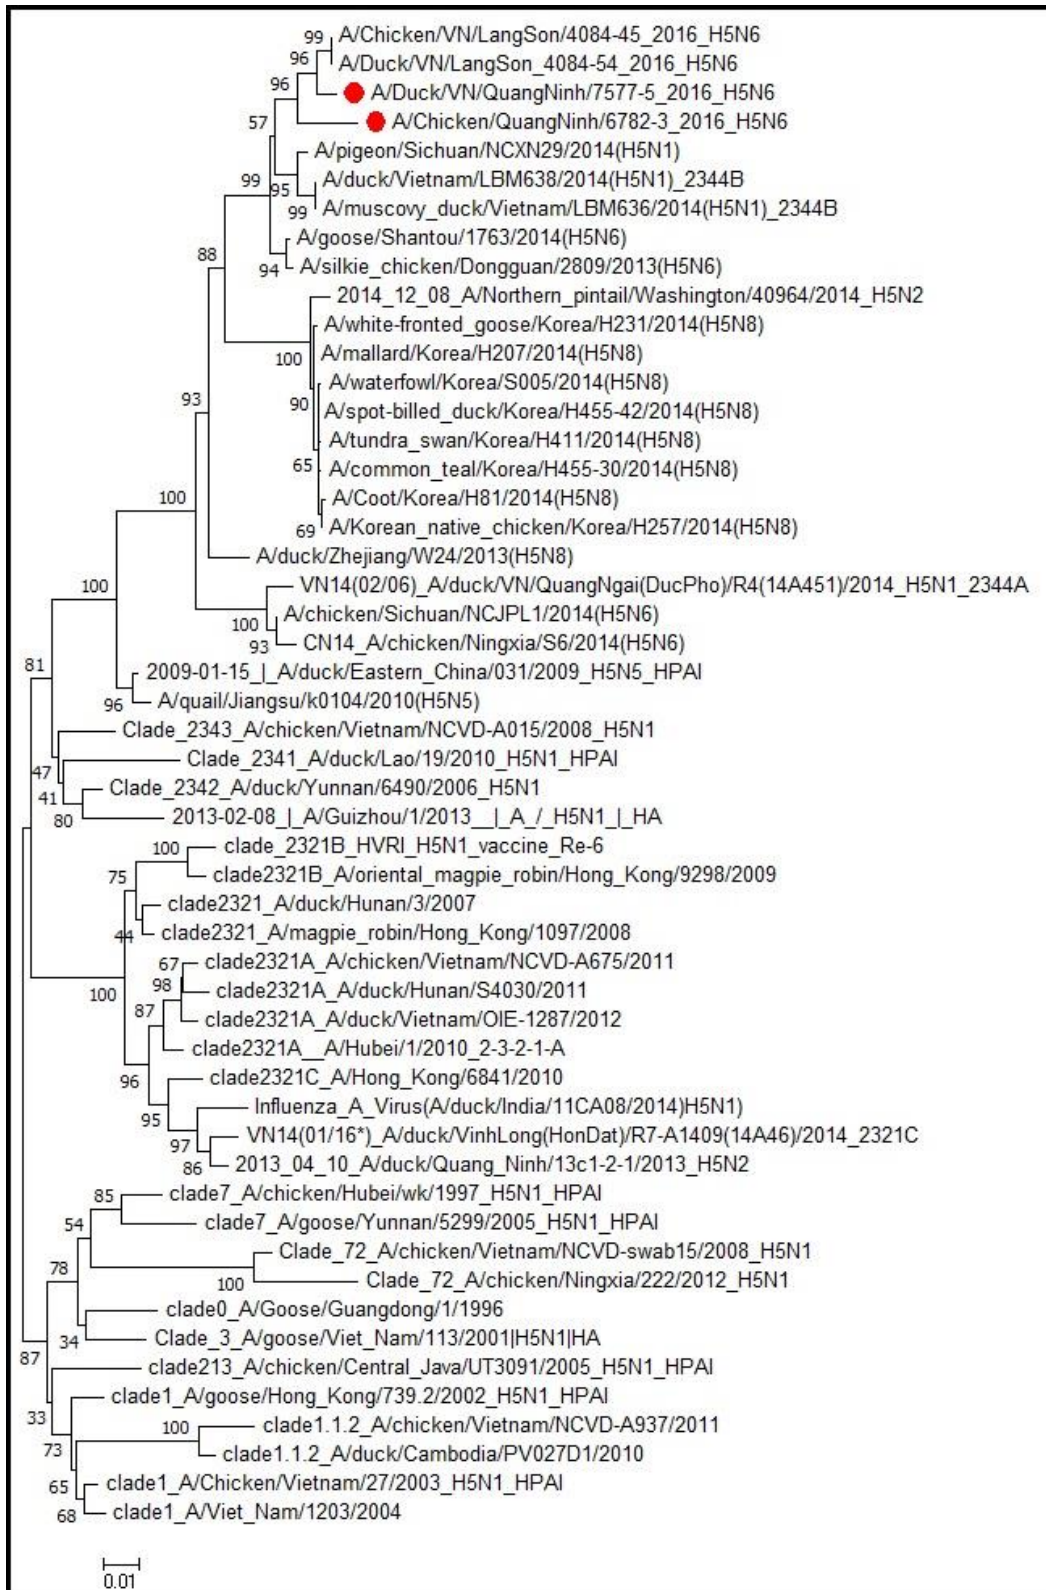 99 A/Chicken/VN/LangSon/4084-45_2016_H5N6
96 A/Duck/VN/LangSon_4084-54_2016_H5N6
96 A/Duck/VN/QuangNinh/7577-5_2016_H5N6
57 A/Chicken/QuangNinh/6782-3_2016_H5N6
A/pigeon/Sichuan/NCXN29/2014(H5N1)
99 95 A/duck/Vietnam/LBM638/2014(H5N1)_2344B
99 A/muscovy_duck/Vietnam/LBM636/2014(H5N1)_2344B
88 A/goose/Shantou/1763/2014(H5N6)
94 A/silkie_chicken/Dongguan/2809/2013(H5N6)
2014_12_08_A/Northern_pintail/Washington/40964/2014_H5N2
A/white-fronted_goose/Korea/H231/2014(H5N8)
100 A/mallard/Korea/H207/2014(H5N8)
A/waterfowl/Korea/S005/2014(H5N8)
93 90 A/spot-billed_duck/Korea/H455-42/2014(H5N8)
A/tundra_swan/Korea/H411/2014(H5N8)
65 A/common_teal/Korea/H455-30/2014(H5N8)
100 A/Coot/Korea/H81/2014(H5N8)
69 A/Korean_native_chicken/Korea/H257/2014(H5N8)
A/duck/Zhejiang/W24/2013(H5N8)
100 VN14(02/06)_A/duck/VN/QuangNgai(DucPho)/R4(14A451)/2014_H5N1_2344A
100 A/chicken/Sichuan/NCJPL1/2014(H5N6)
93 CN14_A/chicken/Ningxia/S6/2014(H5N6)
81 2009-01-15_|_A/duck/Eastern_China/031/2009_H5N5_HPAI
96 A/quail/Jiangsu/k0104/2010(H5N5)
Clade_2343_A/chicken/Vietnam/NCVD-A015/2008_H5N1
47 Clade_2341_A/duck/Lao/19/2010_H5N1_HPAI
41 Clade_2342_A/duck/Yunnan/6490/2006_H5N1
80 2013-02-08_|_A/Guizhou/1/2013__|_A_/_H5N1_|_HA
100 clade_2321B_HVRI_H5N1_vaccine_Re-6
75 clade2321B_A/oriental_magpie_robin/Hong_Kong/9298/2009
clade2321_A/duck/Hunan/3/2007
44 clade2321_A/magpie_robin/Hong_Kong/1097/2008
67 clade2321A_A/chicken/Vietnam/NCVD-A675/2011
100 98 clade2321A_A/duck/Hunan/S4030/2011
87 clade2321A_A/duck/Vietnam/OIE-1287/2012
clade2321A__A/Hubei/1/2010_2-3-2-1-A
96 clade2321C_A/Hong_Kong/6841/2010
95 Influenza_A_Virus(A/duck/India/11CA08/2014)H5N1)
97 VN14(01/16*)_A/duck/VinhLong(HonDat)/R7-A1409(14A46)/2014_2321C
86 2013_04_10_A/duck/Quang_Ninh/13c1-2-1/2013_H5N2
85 clade7_A/chicken/Hubei/wk/1997_H5N1_HPAI
54 clade7_A/goose/Yunnan/5299/2005_H5N1_HPAI
78 Clade_72_A/chicken/Vietnam/NCVD-swab15/2008_H5N1
100 Clade_72_A/chicken/Ningxia/222/2012_H5N1
clade0_A/Goose/Guangdong/1/1996
87 34 Clade_3_A/goose/Viet_Nam/113/2001|H5N1|HA
clade213_A/chicken/Central_Java/UT3091/2005_H5N1_HPAI
33 clade1_A/goose/Hong_Kong/739.2/2002_H5N1_HPAI
100 clade1.1.2_A/chicken/Vietnam/NCVD-A937/2011
73 clade1.1.2_A/duck/Cambodia/PV027D1/2010
65 clade1_A/Chicken/Vietnam/27/2003_H5N1_HPAI
68 clade1_A/Viet_Nam/1203/2004
0.01